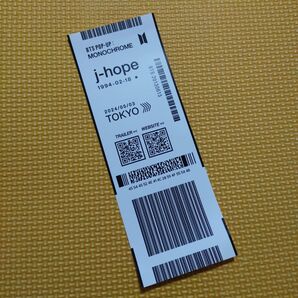 BTS POP-UP :
MONOCHROME
j-hope
1994-02-18
2024/05/03
TOKYO
TRAILER
WEBSITE